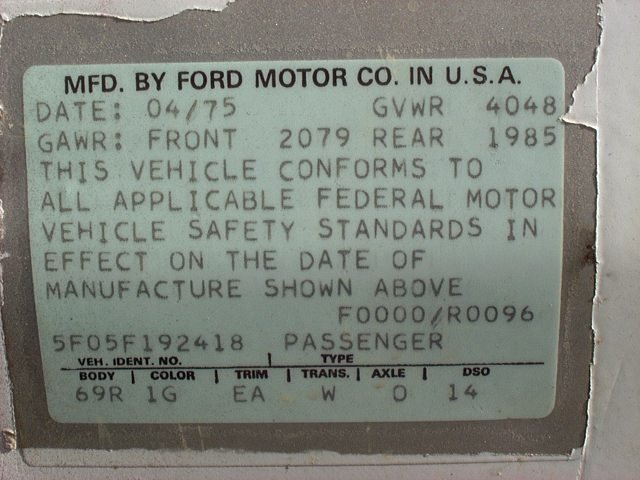 MFD. BY FORD MOTOR CO. IN U.S.A.
DATE: 04/75 GVWR 4048
GAWR: FRONT 2079 REAR 1985
THIS VEHICLE CONFORMS TO
ALL APPLICABLE FEDERAL MOTOR
VEHICLE SAFETY STANDARDS IN
EFFECT ON THE DATE OF
MANUFACTURE SHOWN ABOVE
F0000/R0096
5F05F192418 PASSENGER
VEH. IDENT. NO. | TYPE
BODY | COLOR | TRIM | TRANS. | AXLE | DSO
69R 1G EA W O 14